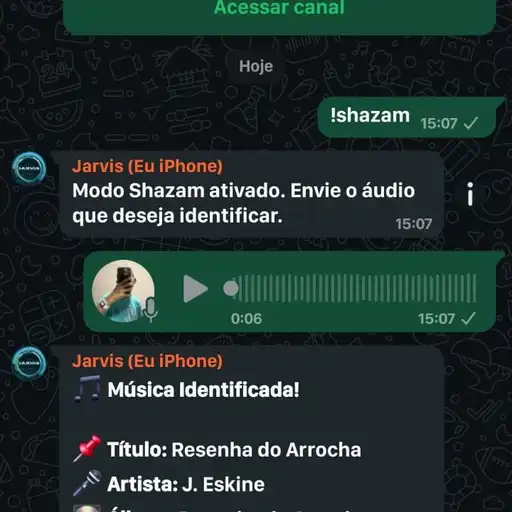 Acessar canal
Hoje
!shazam 15:07
Jarvis (Eu iPhone)
Modo Shazam ativado. Envie o áudio
que deseja identificar.
15:07
0:06 15:07
Jarvis (Eu iPhone)
Música Identificada!
Título: Resenha do Arrocha
Artista: J. Eskine